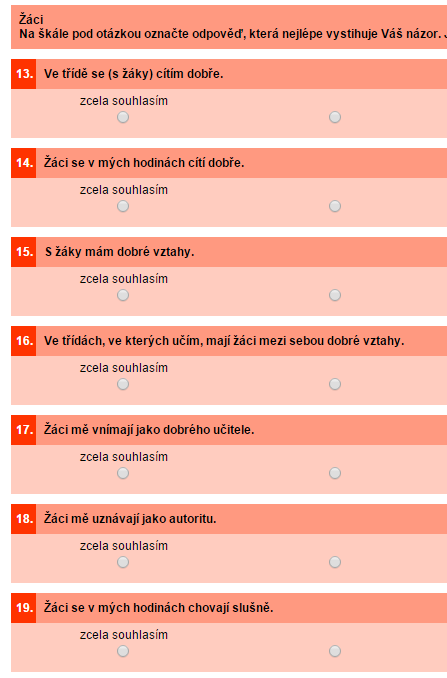 Žáci
Na škále pod otázkou označte odpověď, která nejlépe vystihuje Váš názor.
13. Ve třídě se (s žáky) cítím dobře.
zcela souhlasím
14. Žáci se v mých hodinách cítí dobře.
zcela souhlasím
15. S žáky mám dobré vztahy.
zcela souhlasím
16. Ve třídách, ve kterých učím, mají žáci mezi sebou dobré vztahy.
zcela souhlasím
17. Žáci mě vnímají jako dobrého učitele.
zcela souhlasím
18. Žáci mě uznávají jako autoritu.
zcela souhlasím
19. Žáci se v mých hodinách chovají slušně.
zcela souhlasím